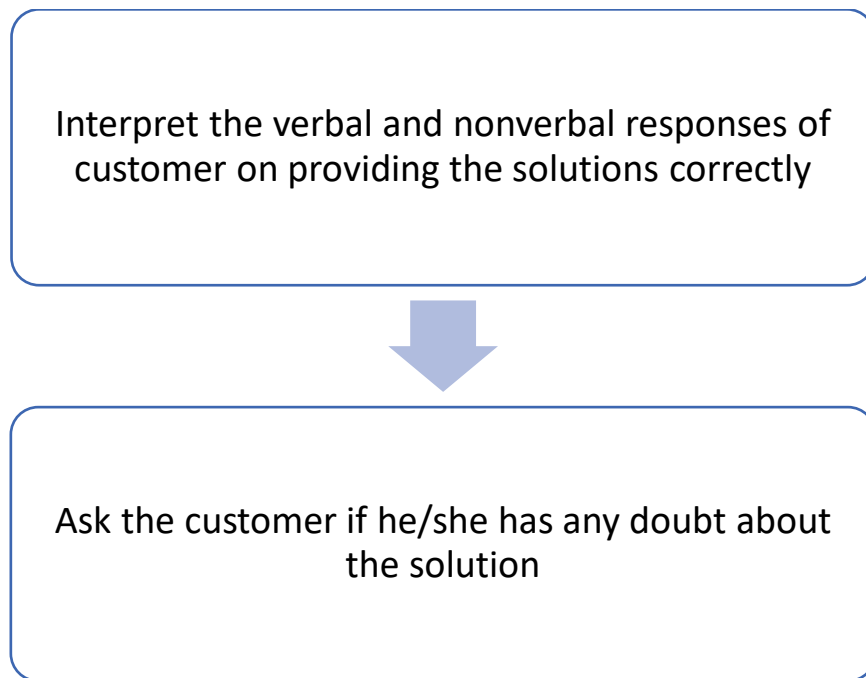 Interpret the verbal and nonverbal responses of
customer on providing the solutions correctly
Ask the customer if he/she has any doubt about
the solution